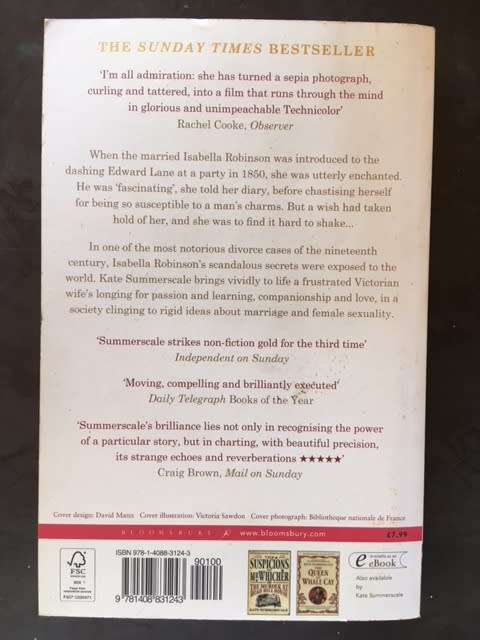 THE SUNDAY TIMES BESTSELLER
‘I’m all admiration: she has turned a sepia photograph,
curling and tattered, into a film that runs through the mind
in glorious and unimpeachable Technicolor’
Rachel Cooke, Observer
When the married Isabella Robinson was introduced to the
dashing Edward Lane at a party in 1850, she was utterly enchanted.
He was ‘fascinating’, she told her diary, before chastising herself
for being so susceptible to a man’s charms. But a wish had taken
hold of her, and she was to find it hard to shake...
In one of the most notorious divorce cases of the nineteenth
century, Isabella Robinson’s scandalous secrets were exposed to the
world. Kate Summerscale brings vividly to life a frustrated Victorian
wife’s longing for passion and learning, companionship and love, in a
society clinging to rigid ideas about marriage and female sexuality.
‘Summerscale strikes non-fiction gold for the third time’
Independent on Sunday
‘Moving, compelling and brilliantly executed’
Daily Telegraph Books of the Year
‘Summerscale’s brilliance lies not only in recognising the power
of a particular story, but in charting, with beautiful precision,
its strange echoes and reverberations ★★★★★’
Craig Brown, Mail on Sunday
Cover design: David Mann Cover illustration: Victoria Sawdon Cover photograph: Bibliothèque nationale de France
BLOOMSBURY www.bloomsbury.com £7.99
FSC
ISBN 978-1-4088-3124-3
90100
9 781408 831243
THE SUSPICIONS OF MR WHICHER
THE MURDER AT ROAD HILL HOUSE
KATE SUMMERSCALE
THE QUEEN OF WHALE CAY
Available as an
eBook
Also available
by
Kate Summerscale